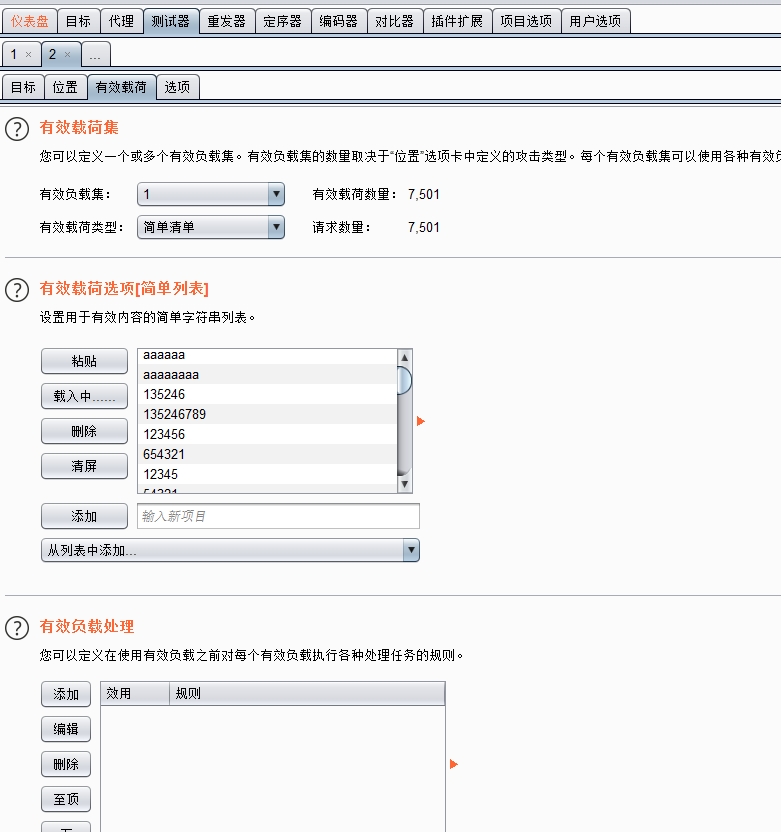 仪表盘 目标 代理 测试器 重发器 定序器 编码器 对比器 插件扩展 项目选项 用户选项
1 × 2 × ...
目标 位置 有效载荷 选项
? 有效载荷集
您可以定义一个或多个有效负载集。有效负载集的数量取决于“位置”选项卡中定义的攻击类型。每个有效负载集可以使用各种有效
有效负载集： 1 有效载荷数量： 7,501
有效载荷类型： 简单清单 请求数量： 7,501
? 有效载荷选项[简单列表]
设置用于有效内容的简单字符串列表。
粘贴 aaaaaa
aaaaaaaa
载入中...... 135246
135246789
删除 123456
654321
清屏 12345
54321
添加 输入新项目
从列表中添加...
? 有效负载处理
您可以定义在使用有效负载之前对每个有效负载执行各种处理任务的规则。
添加 效用 规则
编辑
删除
至顶